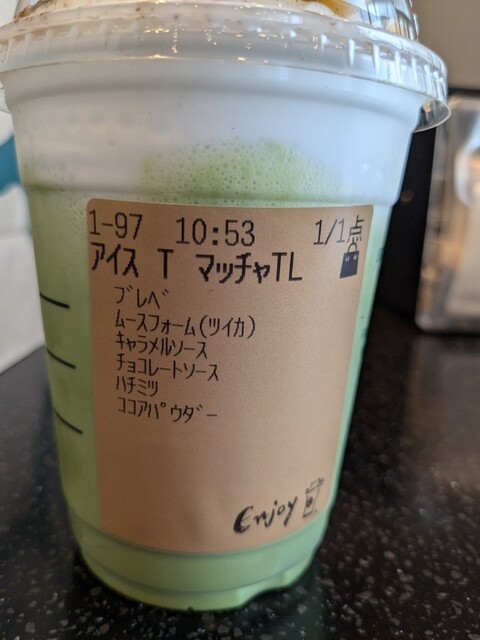 1-97 10:53 1/1点
アイス T マッチャTL
ブレベ
ムースフォーム(ツイカ)
キャラメルソース
チョコレートソース
ハチミツ
ココアパウダー
Enjoy